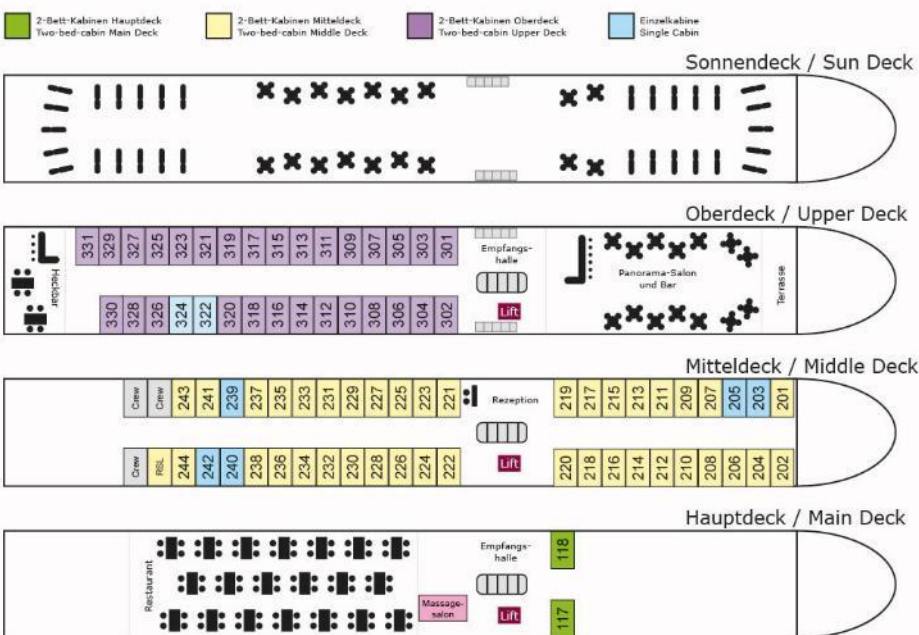 2-Bett-Kabinen Hauptdeck
Two-bed-cabin Main Deck
2-Bett-Kabinen Mitteldeck
Two-bed-cabin Middle Deck
2-Bett-Kabinen Oberdeck
Two-bed-cabin Upper Deck
Einzelkabine
Single Cabin
Sonnendeck / Sun Deck
Oberdeck / Upper Deck
331 329 327 325 323 321 319 317 315 313 311 309 307 305 303 301
Empfangs-
halle
Heckbar
Panorama-Salon
und Bar
Terrasse
Lift
330 328 326 324 322 320 318 316 314 312 310 308 306 304 302
Mitteldeck / Middle Deck
Crew Crew 243 241 239 237 235 233 231 229 227 225 223 221
Rezeption
219 217 215 213 211 209 207 205 203 201
Crew RSL 244 242 240 238 236 234 232 230 228 226 224 222
Lift
220 218 216 214 212 210 208 206 204 202
Hauptdeck / Main Deck
Restaurant
Empfangs-
halle
118
Massage-
salon
Lift
117